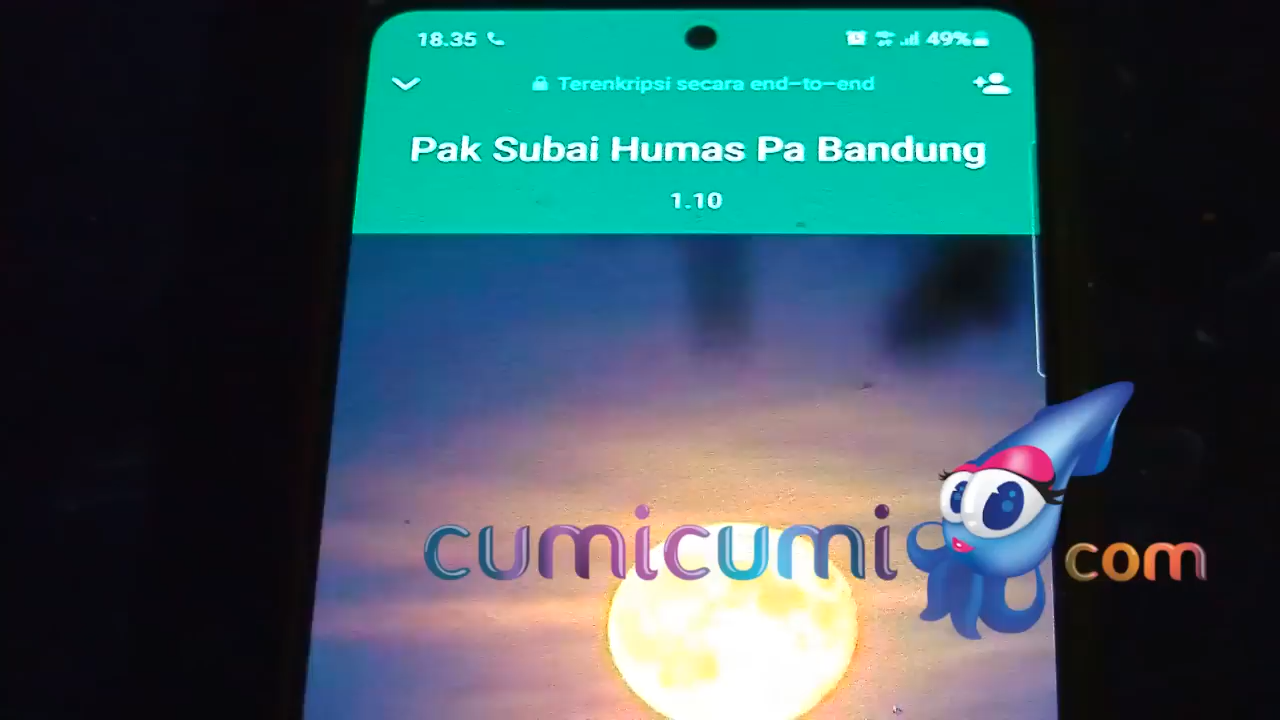 18.35 49%
Terenkripsi secara end-to-end
Pak Subai Humas Pa Bandung
1.10
cumicumi com